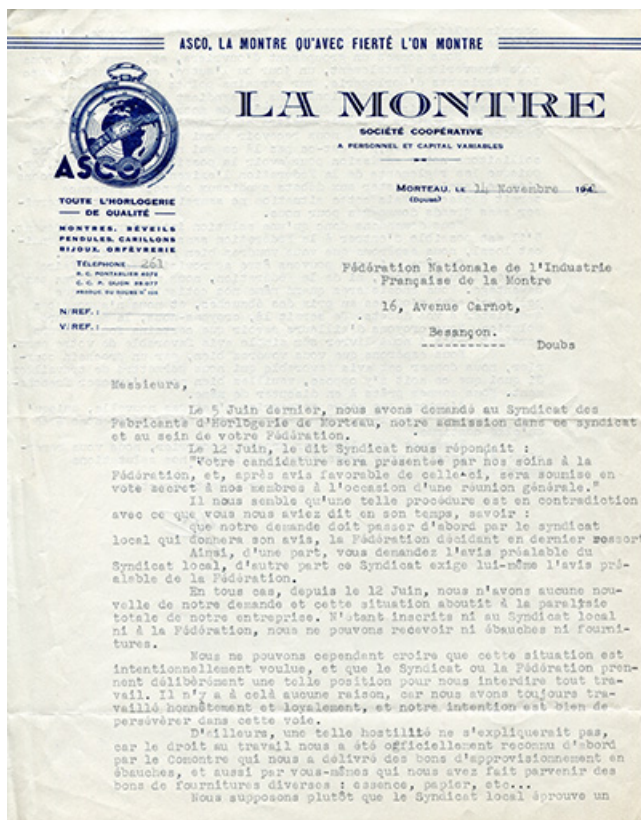 ASCO, LA MONTRE QU'AVEC FIERTÉ L'ON MONTRE
ASCO
LA MONTRE
SOCIÉTÉ COOPÉRATIVE
A PERSONNEL ET CAPITAL VARIABLES
TOUTE L'HORLOGERIE
DE QUALITÉ
MONTRES, RÉVEILS
PENDULES, CARILLONS
BIJOUX, ORFÈVRERIE
TÉLÉPHONE 261
R. C. PONTARLIER
C. C. P. DIJON
N/REF. :
V/REF. :
MORTEAU, LE 14 Novembre 194
(DOUBS)
Fédération Nationale de l'Industrie
Française de la Montre
16, Avenue Carnot,
Besançon.
----------- Doubs
Messieurs,
Le 5 Juin dernier, nous avons demandé au Syndicat des
Fabricants d'Horlogerie de Morteau, notre admission dans ce syndicat
et au sein de votre Fédération.
Le 12 Juin, le dit Syndicat nous répondait :
"Votre candidature sera présentée par nos soins à la
Fédération, et, après avis favorable de celle-ci, sera soumise en
vote secret à nos membres à l'occasion d'une réunion générale."
Il nous semble qu'une telle procédure est en contradiction
avec ce que vous nous aviez dit en son temps, savoir :
que notre demande doit passer d'abord par le syndicat
local qui donnera son avis, la Fédération décidant en dernier ressort
Ainsi, d'une part, vous demandez l'avis préalable du
Syndicat local, d'autre part ce Syndicat exige lui-même l'avis pré-
alable de la Fédération.
En tous cas, depuis le 12 Juin, nous n'avons aucune nou-
velle de notre demande et cette situation aboutit à la paralysie
totale de notre entreprise. N'étant inscrits ni au Syndicat local
ni à la Fédération, nous ne pouvons recevoir ni ébauches ni fourni-
tures.
Nous ne pouvons cependant croire que cette situation est
intentionnellement voulue, et que le Syndicat ou la Fédération pren-
nent délibèrément une telle position pour nous interdire tout tra-
vail. Il n'y a à celà aucune raison, car nous avons toujours tra-
vaillé honnêtement et loyalement, et notre intention est bien de
persévérer dans cette voie.
D'ailleurs, une telle hostilité ne s'expliquerait pas,
car le droit au travail nous a été officiellement reconnu d'abord
par le Comontre qui nous a délivré des bons d'approvisionnement en
ébauches, et aussi par vous-mêmes qui nous avez fait parvenir des
bons de fournitures diverses : essence, papier, etc...
Nous supposons plutôt que le Syndicat local éprouve un